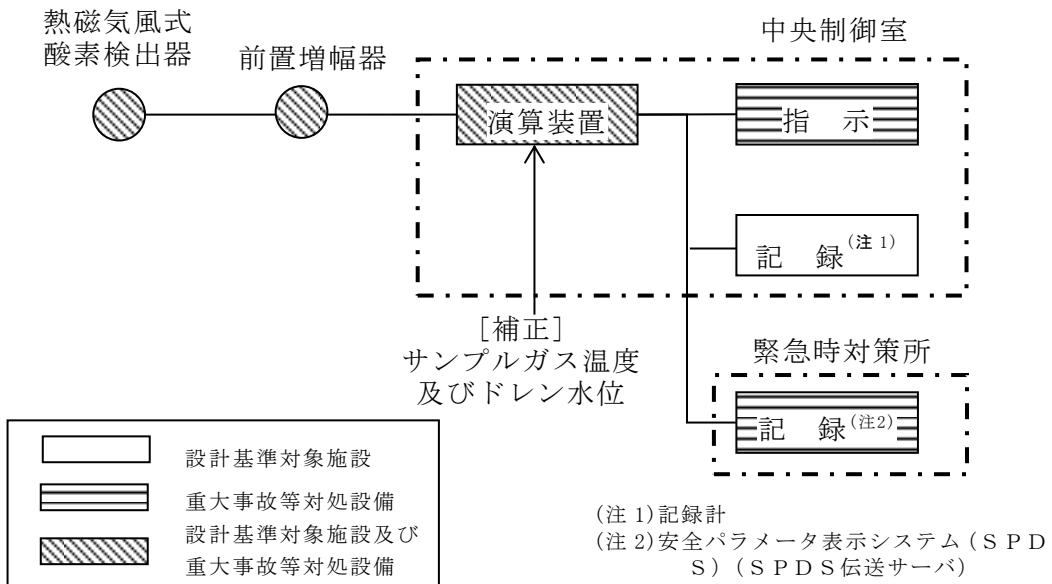 熱磁気風式
酸素検出器
前置増幅器
中央制御室
演算装置
指　示
記　録(注 1)
[補正]
サンプルガス温度
及びドレン水位
緊急時対策所
記　録(注2)
設計基準対象施設
重大事故等対処設備
設計基準対象施設及び
重大事故等対処設備
(注 1)記録計
(注 2)安全パラメータ表示システム(ＳＰＤ
Ｓ)(ＳＰＤＳ伝送サーバ)